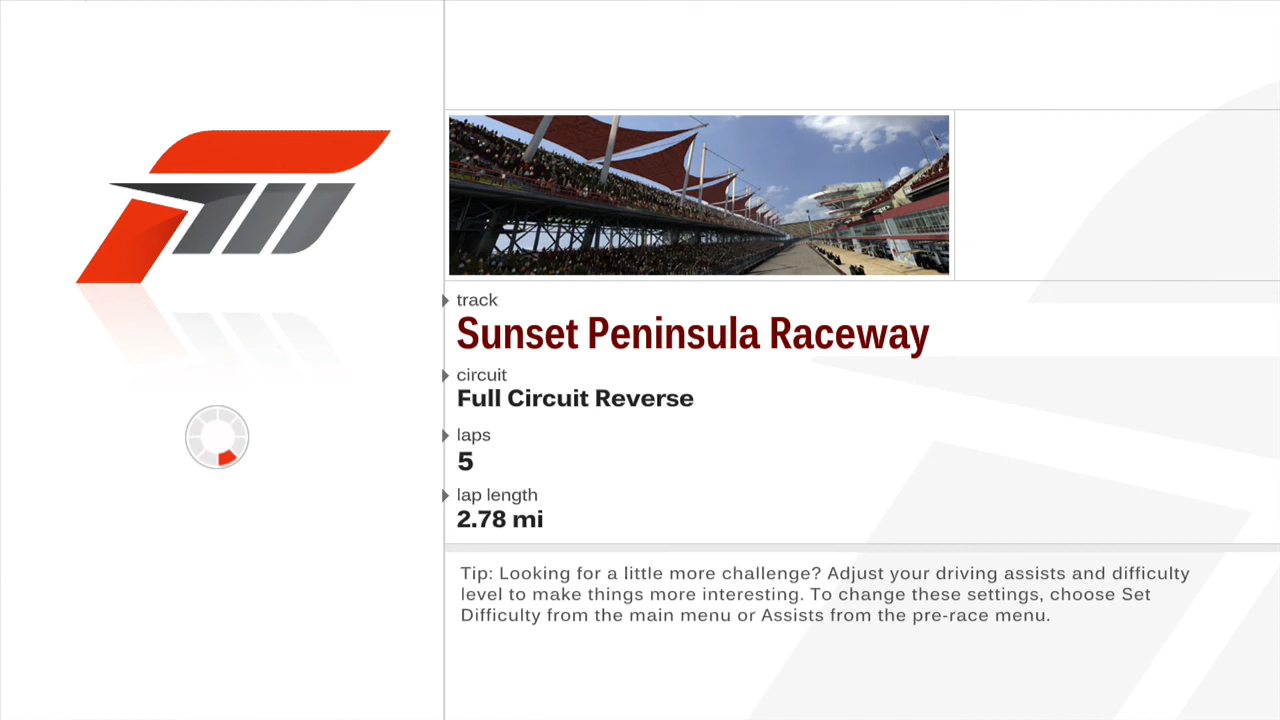 track
Sunset Peninsula Raceway
circuit
Full Circuit Reverse
laps
5
lap length
2.78 mi
Tip: Looking for a little more challenge? Adjust your driving assists and difficulty
level to make things more interesting. To change these settings, choose Set
Difficulty from the main menu or Assists from the pre-race menu.